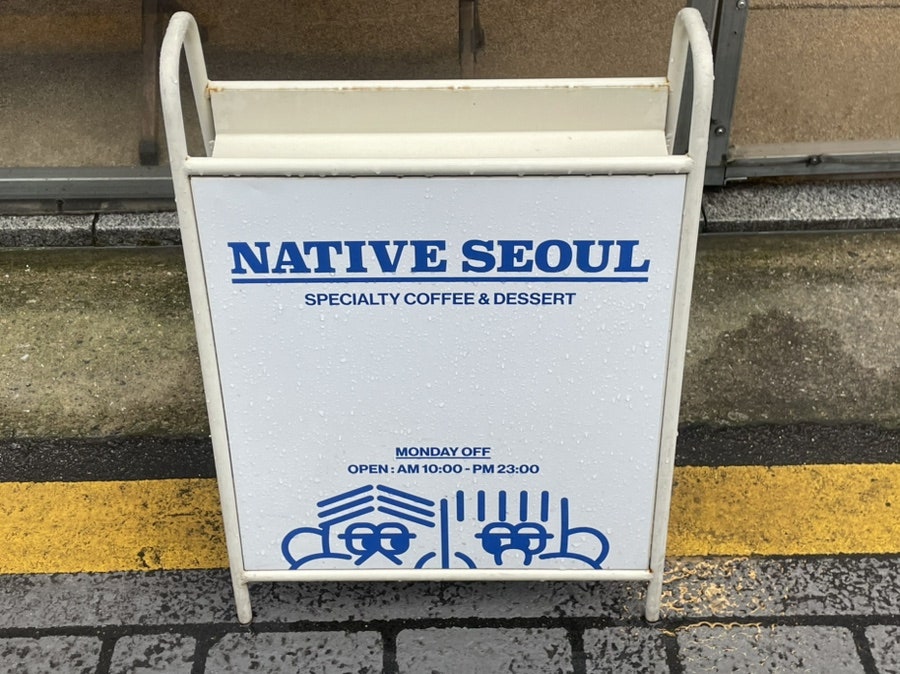 NATIVE SEOUL
SPECIALTY COFFEE & DESSERT
MONDAY OFF
OPEN : AM 10:00 - PM 23:00